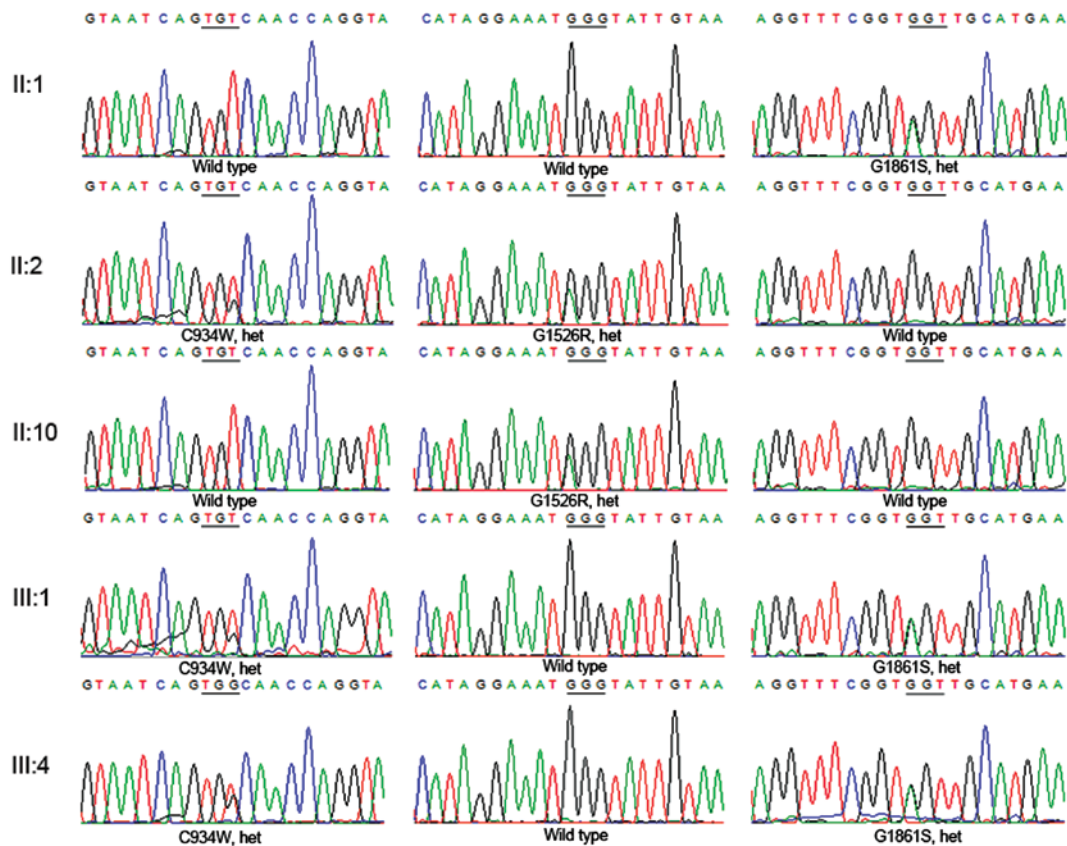 GTAATCAGTGTCAACCAGGTA CATAGGAAATGGGTATTGTAA AGGTTTCGGTGGTTGCATGAA
II:1
Wild type Wild type G1861S, het
GTAATCAGTGTCAACCAGGTA CATAGGAAATGGGTATTGTAA AGGTTTCGGTGGTTGCATGAA
II:2
C934W, het G1526R, het Wild type
GTAATCAGTGTCAACCAGGTA CATAGGAAATGGGTATTGTAA AGGTTTCGGTGGTTGCATGAA
II:10
Wild type G1526R, het Wild type
GTAATCAGTGTCAACCAGGTA CATAGGAAATGGGTATTGTAA AGGTTTCGGTGGTTGCATGAA
III:1
C934W, het Wild type G1861S, het
GTAATCAGTGGCAACCAGGTA CATAGGAAATGGGTATTGTAA AGGTTTCGGTGGTTGCATGAA
III:4
C934W, het Wild type G1861S, het